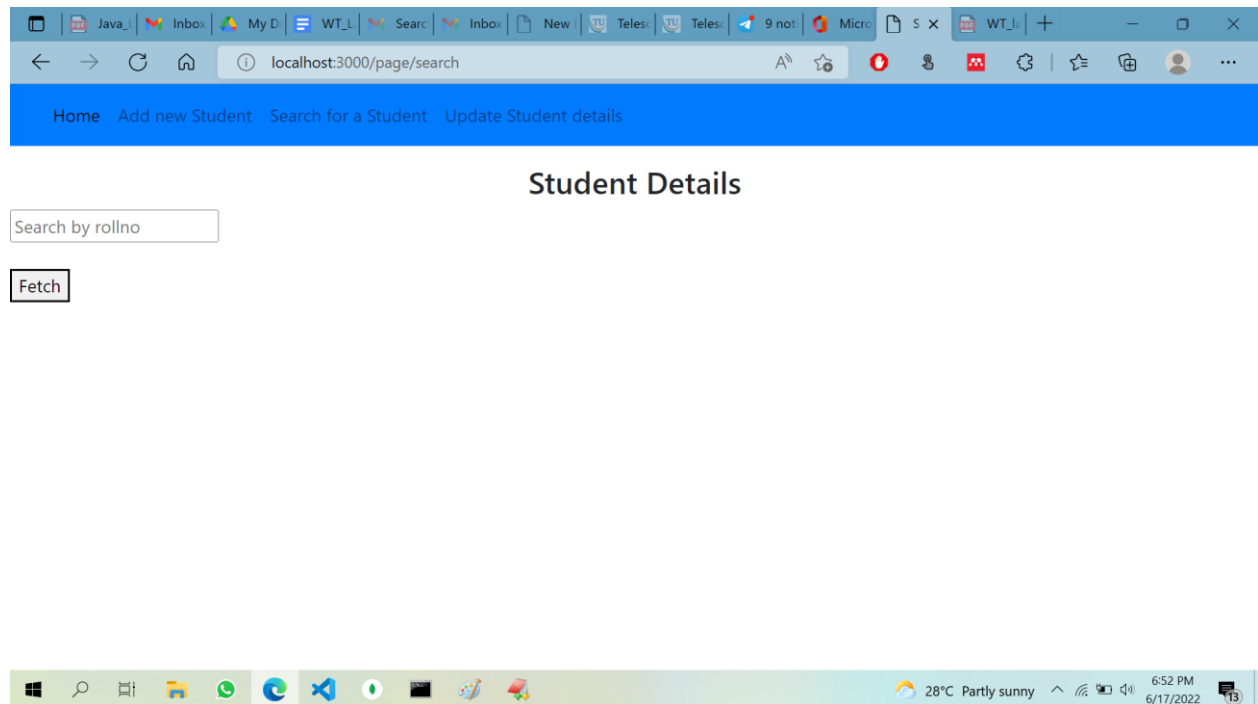 Java_l Inbox My D WT_L Searc Inbox New Telesc Telesc 9 not Micro S WT_la
localhost:3000/page/search
Home Add new Student Search for a Student Update Student details
Student Details
Search by rollno
Fetch
28°C Partly sunny 6:52 PM
6/17/2022 13